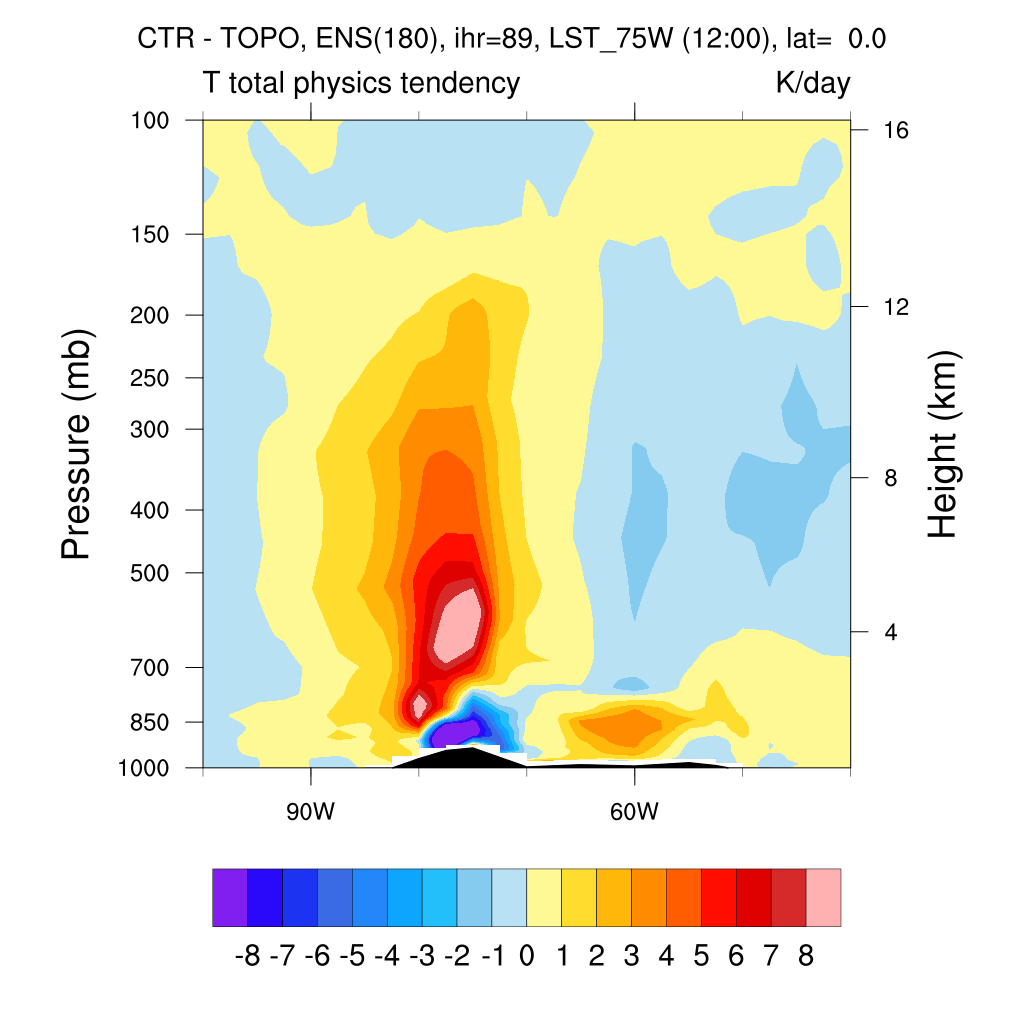 CTR - TOPO, ENS(180), ihr=89, LST_75W (12:00), lat=  0.0
T total physics tendency K/day
100
150
200
250
300
400
500
700
850
1000
Pressure (mb)
16
12
8
4
Height (km)
90W 60W
-8 -7 -6 -5 -4 -3 -2 -1 0 1 2 3 4 5 6 7 8